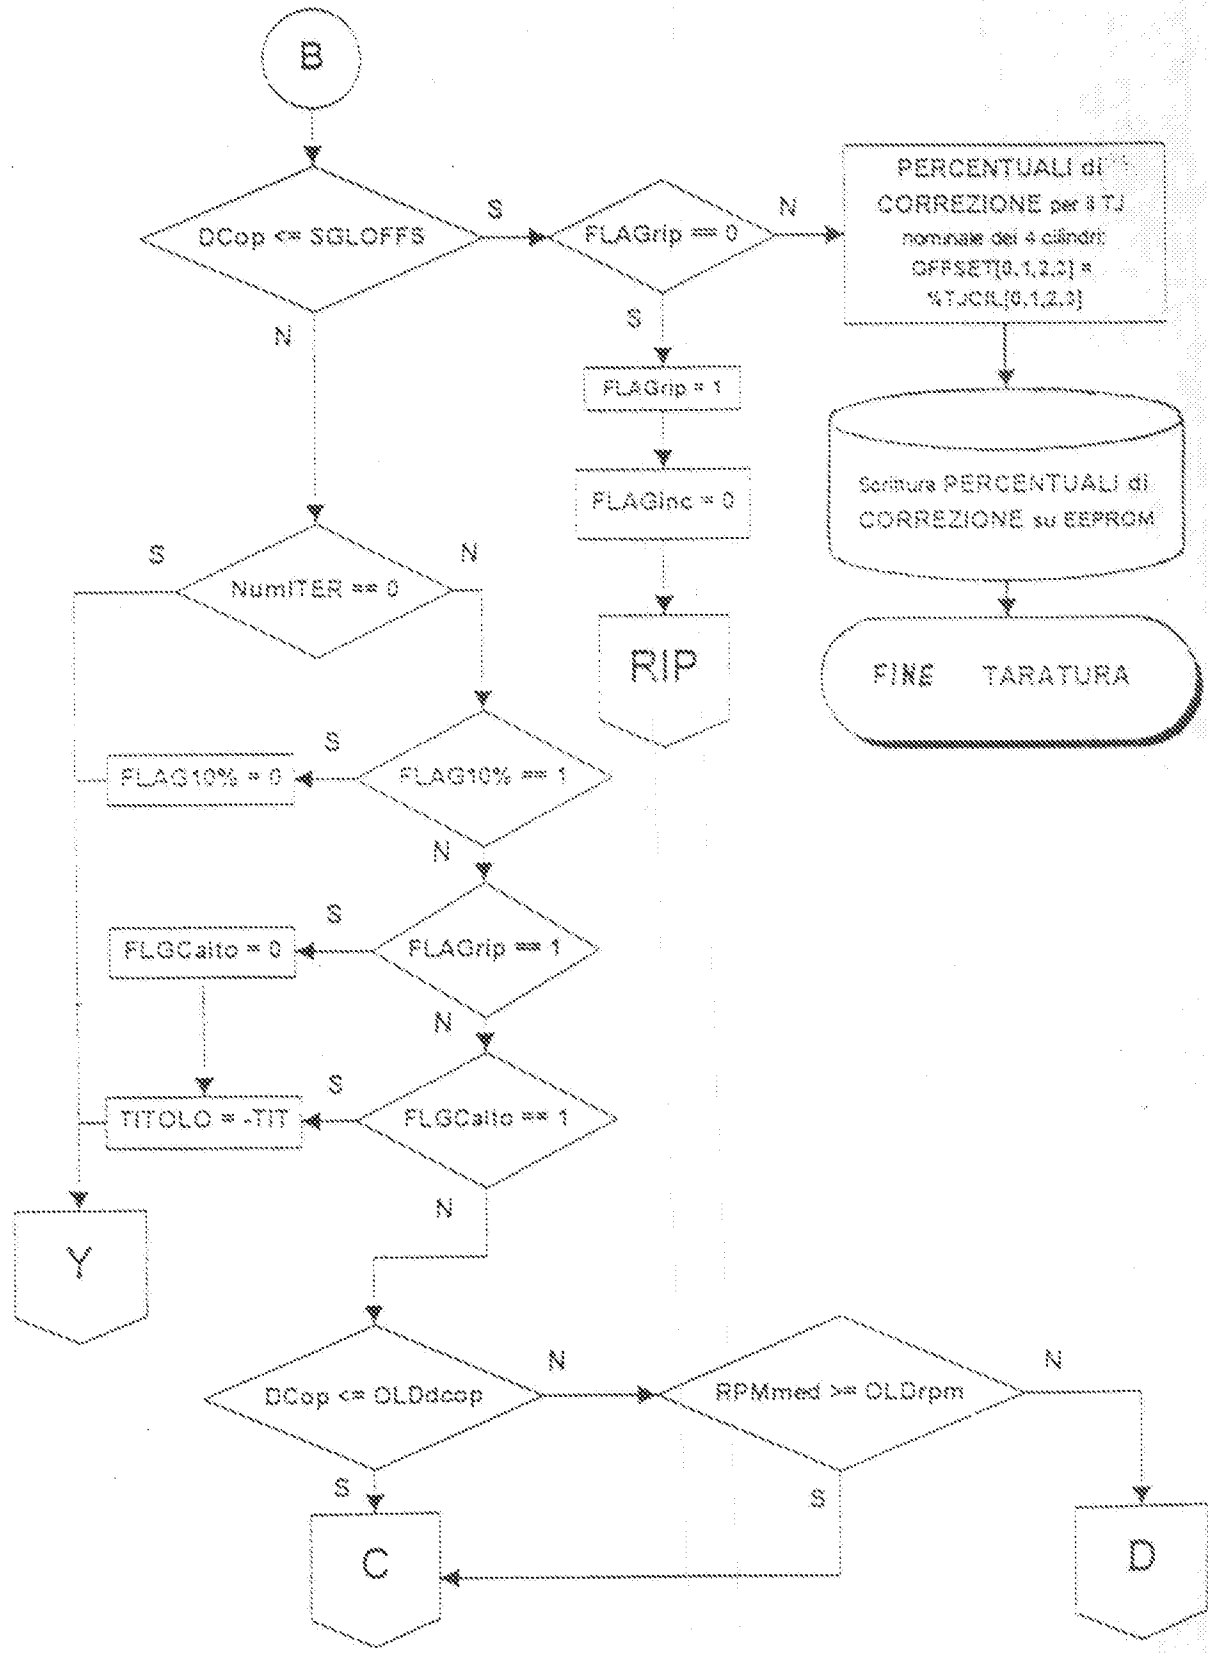 B
DCop <= SGLOFFS
S
FLAGrip == 0
N
PERCENTUALI di
CORREZIONE per il TJ
nominale dei 4 cilindri:
OFFSET[0,1,2,3] =
%TJCIL[0,1,2,3]
N
S
FLAGrip = 1
FLAGinc = 0
RIP
Scrittura PERCENTUALI di
CORREZIONE su EEPROM
FINE TARATURA
S
NumITER == 0
N
FLAG10% = 0
S
FLAG10% == 1
N
FLGCalto = 0
S
FLAGrip == 1
N
TITOLO = -TIT
S
FLGCalto == 1
N
Y
DCop <= OLDdcop
N
RPMmed >= OLDrpm
N
S
S
C
D